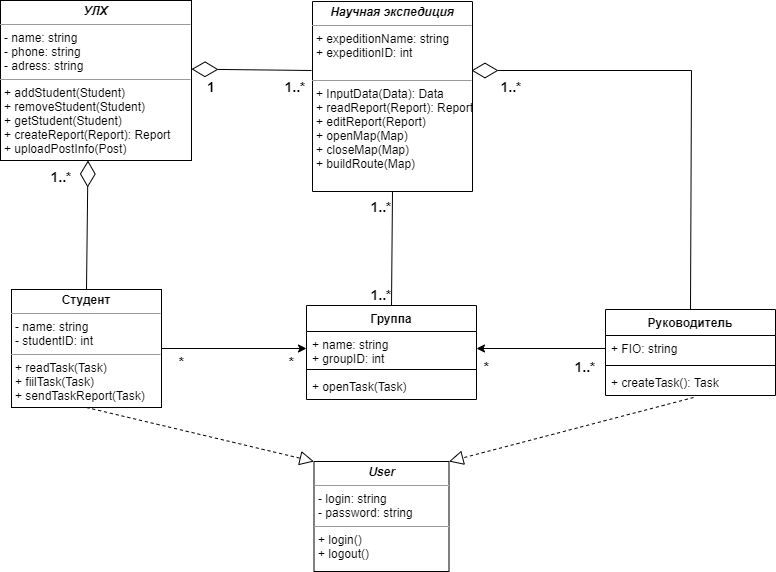 УЛХ
- name: string
- phone: string
- adress: string
+ addStudent(Student)
+ removeStudent(Student)
+ getStudent(Student)
+ createReport(Report): Report
+ uploadPostInfo(Post)
1
1..*
Научная экспедиция
+ expeditionName: string
+ expeditionID: int
+ InputData(Data): Data
+ readReport(Report): Report
+ editReport(Report)
+ openMap(Map)
+ closeMap(Map)
+ buildRoute(Map)
1..*
1..*
1..*
1..*
Студент
- name: string
- studentID: int
+ readTask(Task)
+ fiilTask(Task)
+ sendTaskReport(Task)
*
*
Группа
+ name: string
+ groupID: int
+ openTask(Task)
*
1..*
Руководитель
+ FIO: string
+ createTask(): Task
User
- login: string
- password: string
+ login()
+ logout()